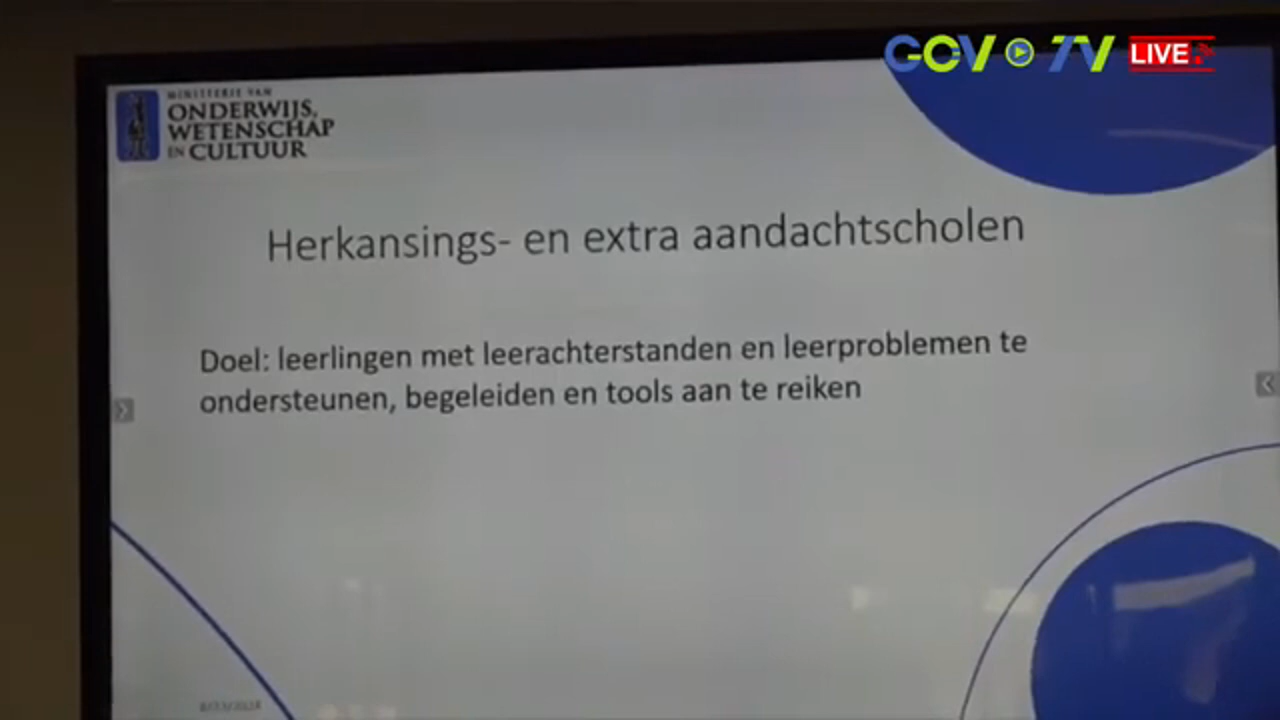 GOV TV LIVE
MINISTERIE VAN
ONDERWIJS,
WETENSCHAP
EN CULTUUR
Herkansings- en extra aandachtscholen
Doel: leerlingen met leerachterstanden en leerproblemen te
ondersteunen, begeleiden en tools aan te reiken